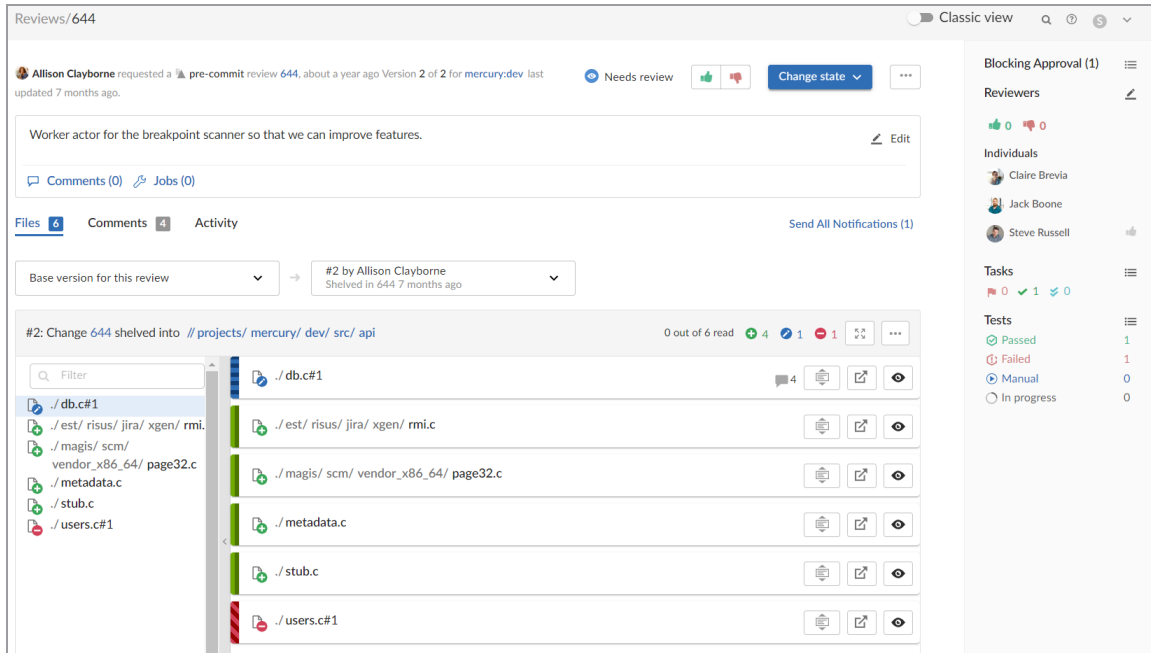 Reviews/644
Classic view
S
Allison Clayborne requested a pre-commit review 644, about a year ago Version 2 of 2 for mercury:dev last
updated 7 months ago.
Needs review
Change state
Worker actor for the breakpoint scanner so that we can improve features.
Edit
Comments (0) Jobs (0)
Files 6 Comments 4 Activity
Send All Notifications (1)
Base version for this review
#2 by Allison Clayborne
Shelved in 644 7 months ago
#2: Change 644 shelved into //projects/ mercury/ dev/ src/ api
0 out of 6 read 4 1 1
Filter
./ db.c#1
./ est/ risus/ jira/ xgen/ rmi.
./ magis/ scm/
vendor_x86_64/ page32.c
./ metadata.c
./ stub.c
./ users.c#1
./ db.c#1
4
./ est/ risus/ jira/ xgen/ rmi.c
./ magis/ scm/ vendor_x86_64/ page32.c
./ metadata.c
./ stub.c
./ users.c#1
Blocking Approval (1)
Reviewers
0 0
Individuals
Claire Brevia
Jack Boone
Steve Russell
Tasks
0 1 0
Tests
Passed 1
Failed 1
Manual 0
In progress 0